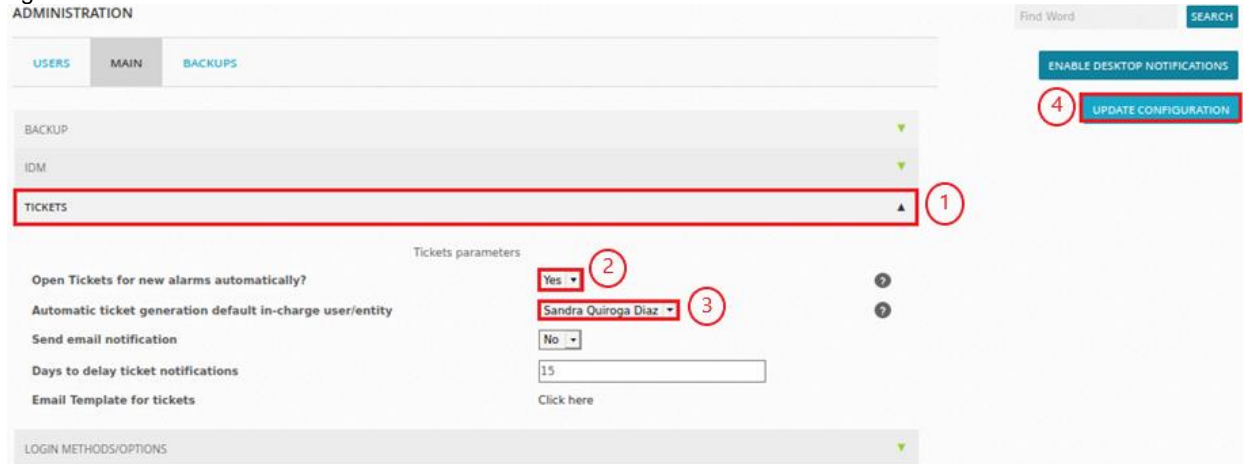 ADMINISTRATION
Find Word
SEARCH
USERS
MAIN
BACKUPS
ENABLE DESKTOP NOTIFICATIONS
4
UPDATE CONFIGURATION
BACKUP
IDM
TICKETS
1
Tickets parameters
Open Tickets for new alarms automatically?
Yes
2
?
Automatic ticket generation default in-charge user/entity
Sandra Quiroga Diaz
3
?
Send email notification
No
Days to delay ticket notifications
15
Email Template for tickets
Click here
LOGIN METHODS/OPTIONS